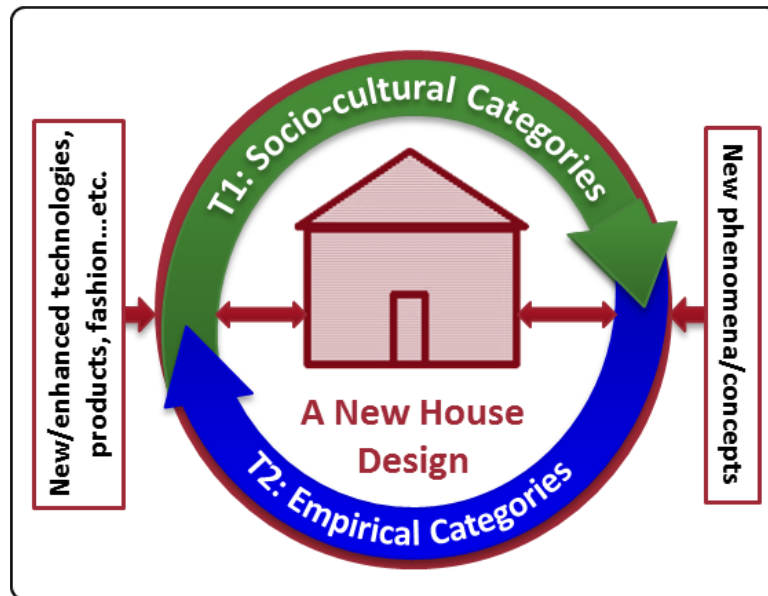 New/enhanced technologies,
products, fashion...etc.
T1: Socio-cultural Categories
New phenomena/concepts
A New House
Design
T2: Empirical Categories